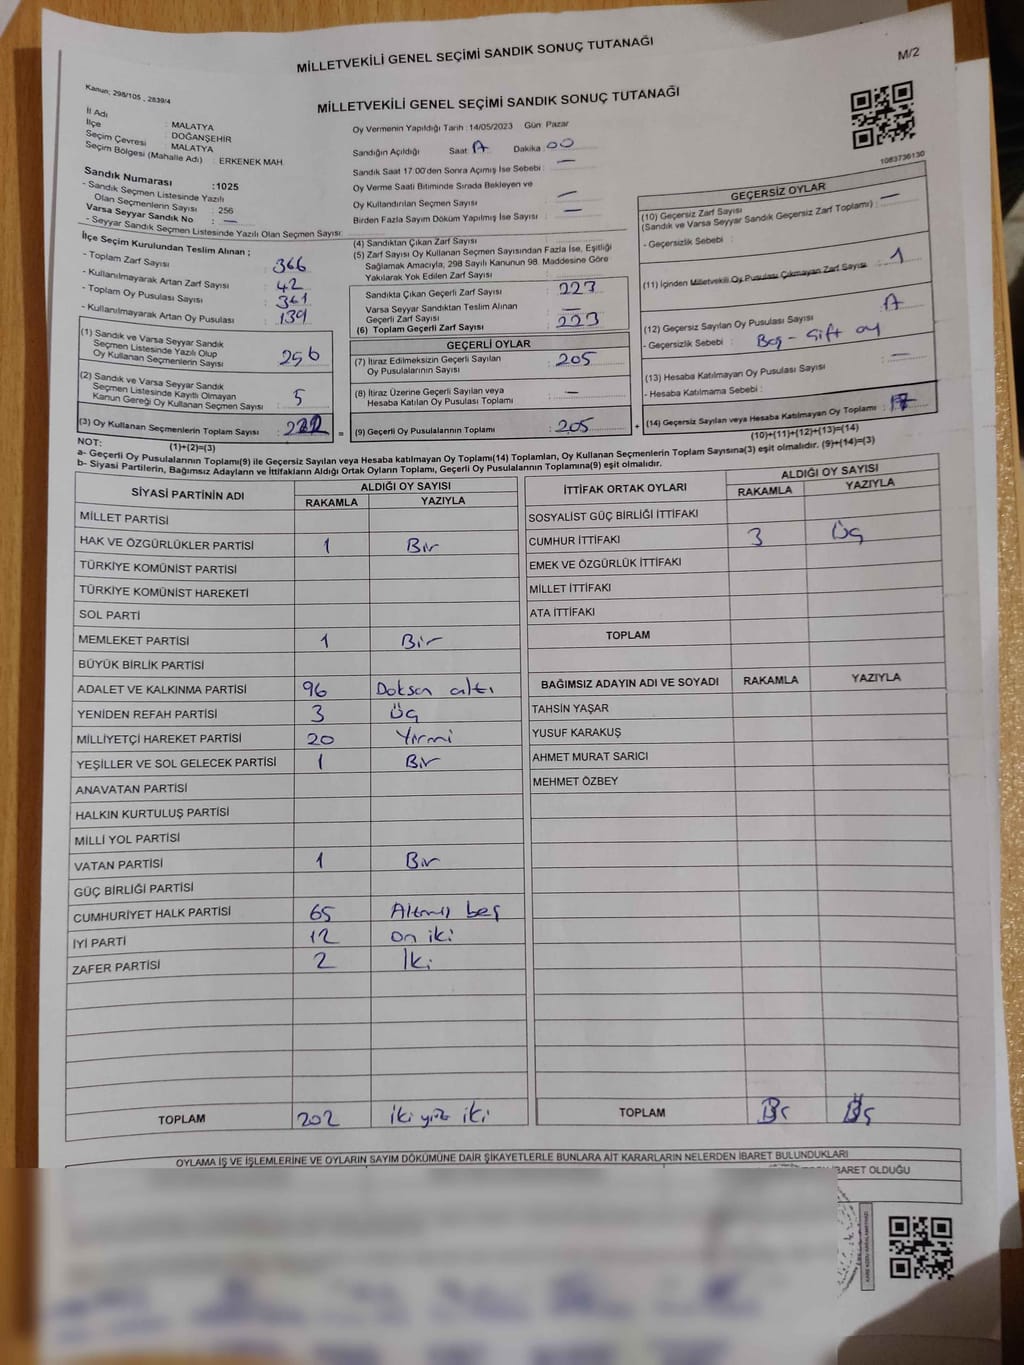 MİLLETVEKİLİ GENEL SEÇİMİ SANDIK SONUÇ TUTANAĞI
M/2
Kanun: 298/105 , 2839/4
MİLLETVEKİLİ GENEL SEÇİMİ SANDIK SONUÇ TUTANAĞI
İl Adı : MALATYA
İlçe : DOĞANŞEHİR
Seçim Çevresi : MALATYA
Seçim Bölgesi (Mahalle Adı) : ERKENEK MAH.
Sandık Numarası :1025
- Sandık Seçmen Listesinde Yazılı
Olan Seçmenlerin Sayısı : 256
Varsa Seyyar Sandık No : —
- Seyyar Sandık Seçmen Listesinde Yazılı Olan Seçmen Sayısı:
Oy Vermenin Yapıldığı Tarih :14/05/2023 Gün: Pazar
Sandığın Açıldığı Saat Dakika 00
Sandık Saat 17.00'den Sonra Açımış İse Sebebi : —
Oy Verme Saati Bitiminde Sırada Bekleyen ve
Oy Kullandırılan Seçmen Sayısı : —
Birden Fazla Sayım Döküm Yapılmış İse Sayısı : —
1083736130
İlçe Seçim Kurulundan Teslim Alınan ;
- Toplam Zarf Sayısı : 366
- Kullanılmayarak Artan Zarf Sayısı : 42
- Toplam Oy Pusulası Sayısı : 361
- Kullanılmayarak Artan Oy Pusulası : 139
(1) Sandık ve Varsa Seyyar Sandık
Seçmen Listesinde Yazılı Olup
Oy Kullanan Seçmenlerin Sayısı : 256
(2) Sandık ve Varsa Seyyar Sandık
Seçmen Listesinde Kayıtlı Olmayan
Kanun Gereği Oy Kullanan Seçmen Sayısı : 5
(3) Oy Kullanan Seçmenlerin Toplam Sayısı :
(1)+(2)=(3)
(4) Sandıktan Çıkan Zarf Sayısı :
(5) Zarf Sayısı Oy Kullanan Seçmen Sayısından Fazla İse, Eşitliği
Sağlamak Amacıyla; 298 Sayılı Kanunun 98. Maddesine Göre
Yakılarak Yok Edilen Zarf Sayısı :
Sandıkta Çıkan Geçerli Zarf Sayısı : 223
Varsa Seyyar Sandıktan Teslim Alınan
Geçerli Zarf Sayısı : —
(6) Toplam Geçerli Zarf Sayısı : 223
GEÇERLİ OYLAR
(7) İtiraz Edilmeksizin Geçerli Sayılan
Oy Pusulalarının Sayısı : 205
(8) İtiraz Üzerine Geçerli Sayılan veya
Hesaba Katılan Oy Pusulası Toplamı : —
(9) Geçerli Oy Pusulalarının Toplamı : 205
GEÇERSİZ OYLAR
(10) Geçersiz Zarf Sayısı
(Sandık ve Varsa Seyyar Sandık Geçersiz Zarf Toplamı) : —
- Geçersizlik Sebebi :
(11) İçinden Milletvekili Oy Pusulası Çıkmayan Zarf Sayısı : 1
(12) Geçersiz Sayılan Oy Pusulası Sayısı :
- Geçersizlik Sebebi : Boş - Çift oy
(13) Hesaba Katılmayan Oy Pusulası Sayısı : —
- Hesaba Katılmama Sebebi :
(14) Geçersiz Sayılan veya Hesaba Katılmayan Oy Toplamı : 17
(10)+(11)+(12)+(13)=(14)
NOT:
a- Geçerli Oy Pusulalarının Toplamı(9) ile Geçersiz Sayılan veya Hesaba katılmayan Oy Toplamı(14) Toplamları, Oy Kullanan Seçmenlerin Toplam Sayısına(3) eşit olmalıdır. (9)+(14)=(3)
b- Siyasi Partilerin, Bağımsız Adayların ve İttifakların Aldığı Ortak Oyların Toplamı, Geçerli Oy Pusulalarının Toplamına(9) eşit olmalıdır.
SİYASİ PARTİNİN ADI ALDIĞI OY SAYISI
RAKAMLA YAZIYLA
MİLLET PARTİSİ
HAK VE ÖZGÜRLÜKLER PARTİSİ 1 Bir
TÜRKİYE KOMÜNİST PARTİSİ
TÜRKİYE KOMÜNİST HAREKETİ
SOL PARTİ
MEMLEKET PARTİSİ 1 Bir
BÜYÜK BİRLİK PARTİSİ
ADALET VE KALKINMA PARTİSİ 96 Doksan altı
YENİDEN REFAH PARTİSİ 3 Üç
MİLLİYETÇİ HAREKET PARTİSİ 20 Yirmi
YEŞİLLER VE SOL GELECEK PARTİSİ 1 Bir
ANAVATAN PARTİSİ
HALKIN KURTULUŞ PARTİSİ
MİLLİ YOL PARTİSİ
VATAN PARTİSİ 1 Bir
GÜÇ BİRLİĞİ PARTİSİ
CUMHURİYET HALK PARTİSİ 65 Altmış beş
İYİ PARTİ 12 on iki
ZAFER PARTİSİ 2 İki
TOPLAM 202 iki yüz iki
İTTİFAK ORTAK OYLARI ALDIĞI OY SAYISI
RAKAMLA YAZIYLA
SOSYALİST GÜÇ BİRLİĞİ İTTİFAKI
CUMHUR İTTİFAKI 3 Üç
EMEK VE ÖZGÜRLÜK İTTİFAKI
MİLLET İTTİFAKI
ATA İTTİFAKI
TOPLAM
BAĞIMSIZ ADAYIN ADI VE SOYADI RAKAMLA YAZIYLA
TAHSİN YAŞAR
YUSUF KARAKUŞ
AHMET MURAT SARICI
MEHMET ÖZBEY
TOPLAM
OYLAMA İŞ VE İŞLEMLERİNE VE OYLARIN SAYIM DÖKÜMÜNE DAİR ŞİKAYETLERLE BUNLARA AİT KARARLARIN NELERDEN İBARET BULUNDUKLARI
İBARET OLDUĞU